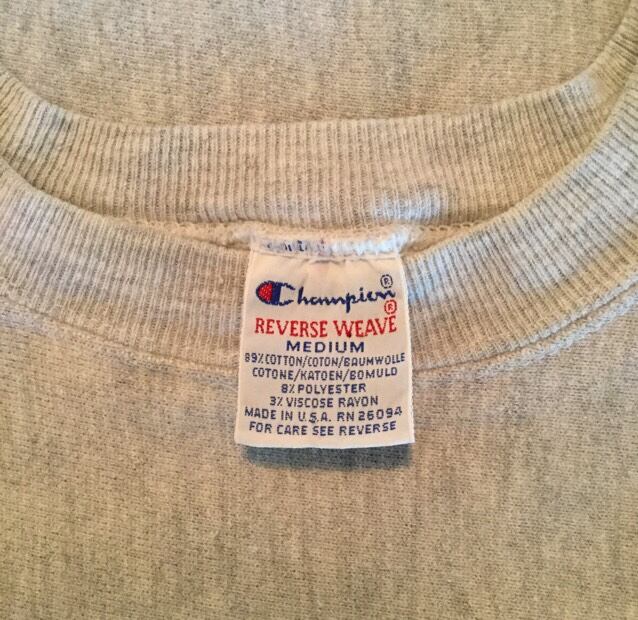 Champion®
REVERSE WEAVE®
MEDIUM
89% COTTON/COTON/BAUMWOLLE
COTONE/KATOEN/BOMULD
8% POLYESTER
3% VISCOSE RAYON
MADE IN U.S.A. RN 26094
FOR CARE SEE REVERSE